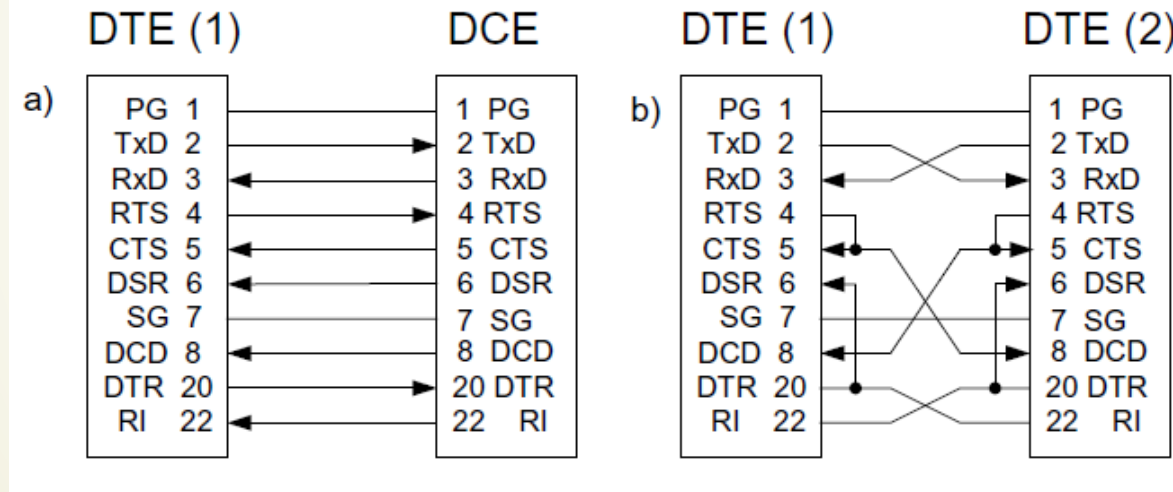 DTE (1) DCE DTE (1) DTE (2)
a) b)
PG 1 1 PG PG 1 1 PG
TxD 2 2 TxD TxD 2 2 TxD
RxD 3 3 RxD RxD 3 3 RxD
RTS 4 4 RTS RTS 4 4 RTS
CTS 5 5 CTS CTS 5 5 CTS
DSR 6 6 DSR DSR 6 6 DSR
SG 7 7 SG SG 7 7 SG
DCD 8 8 DCD DCD 8 8 DCD
DTR 20 20 DTR DTR 20 20 DTR
RI 22 22 RI RI 22 22 RI